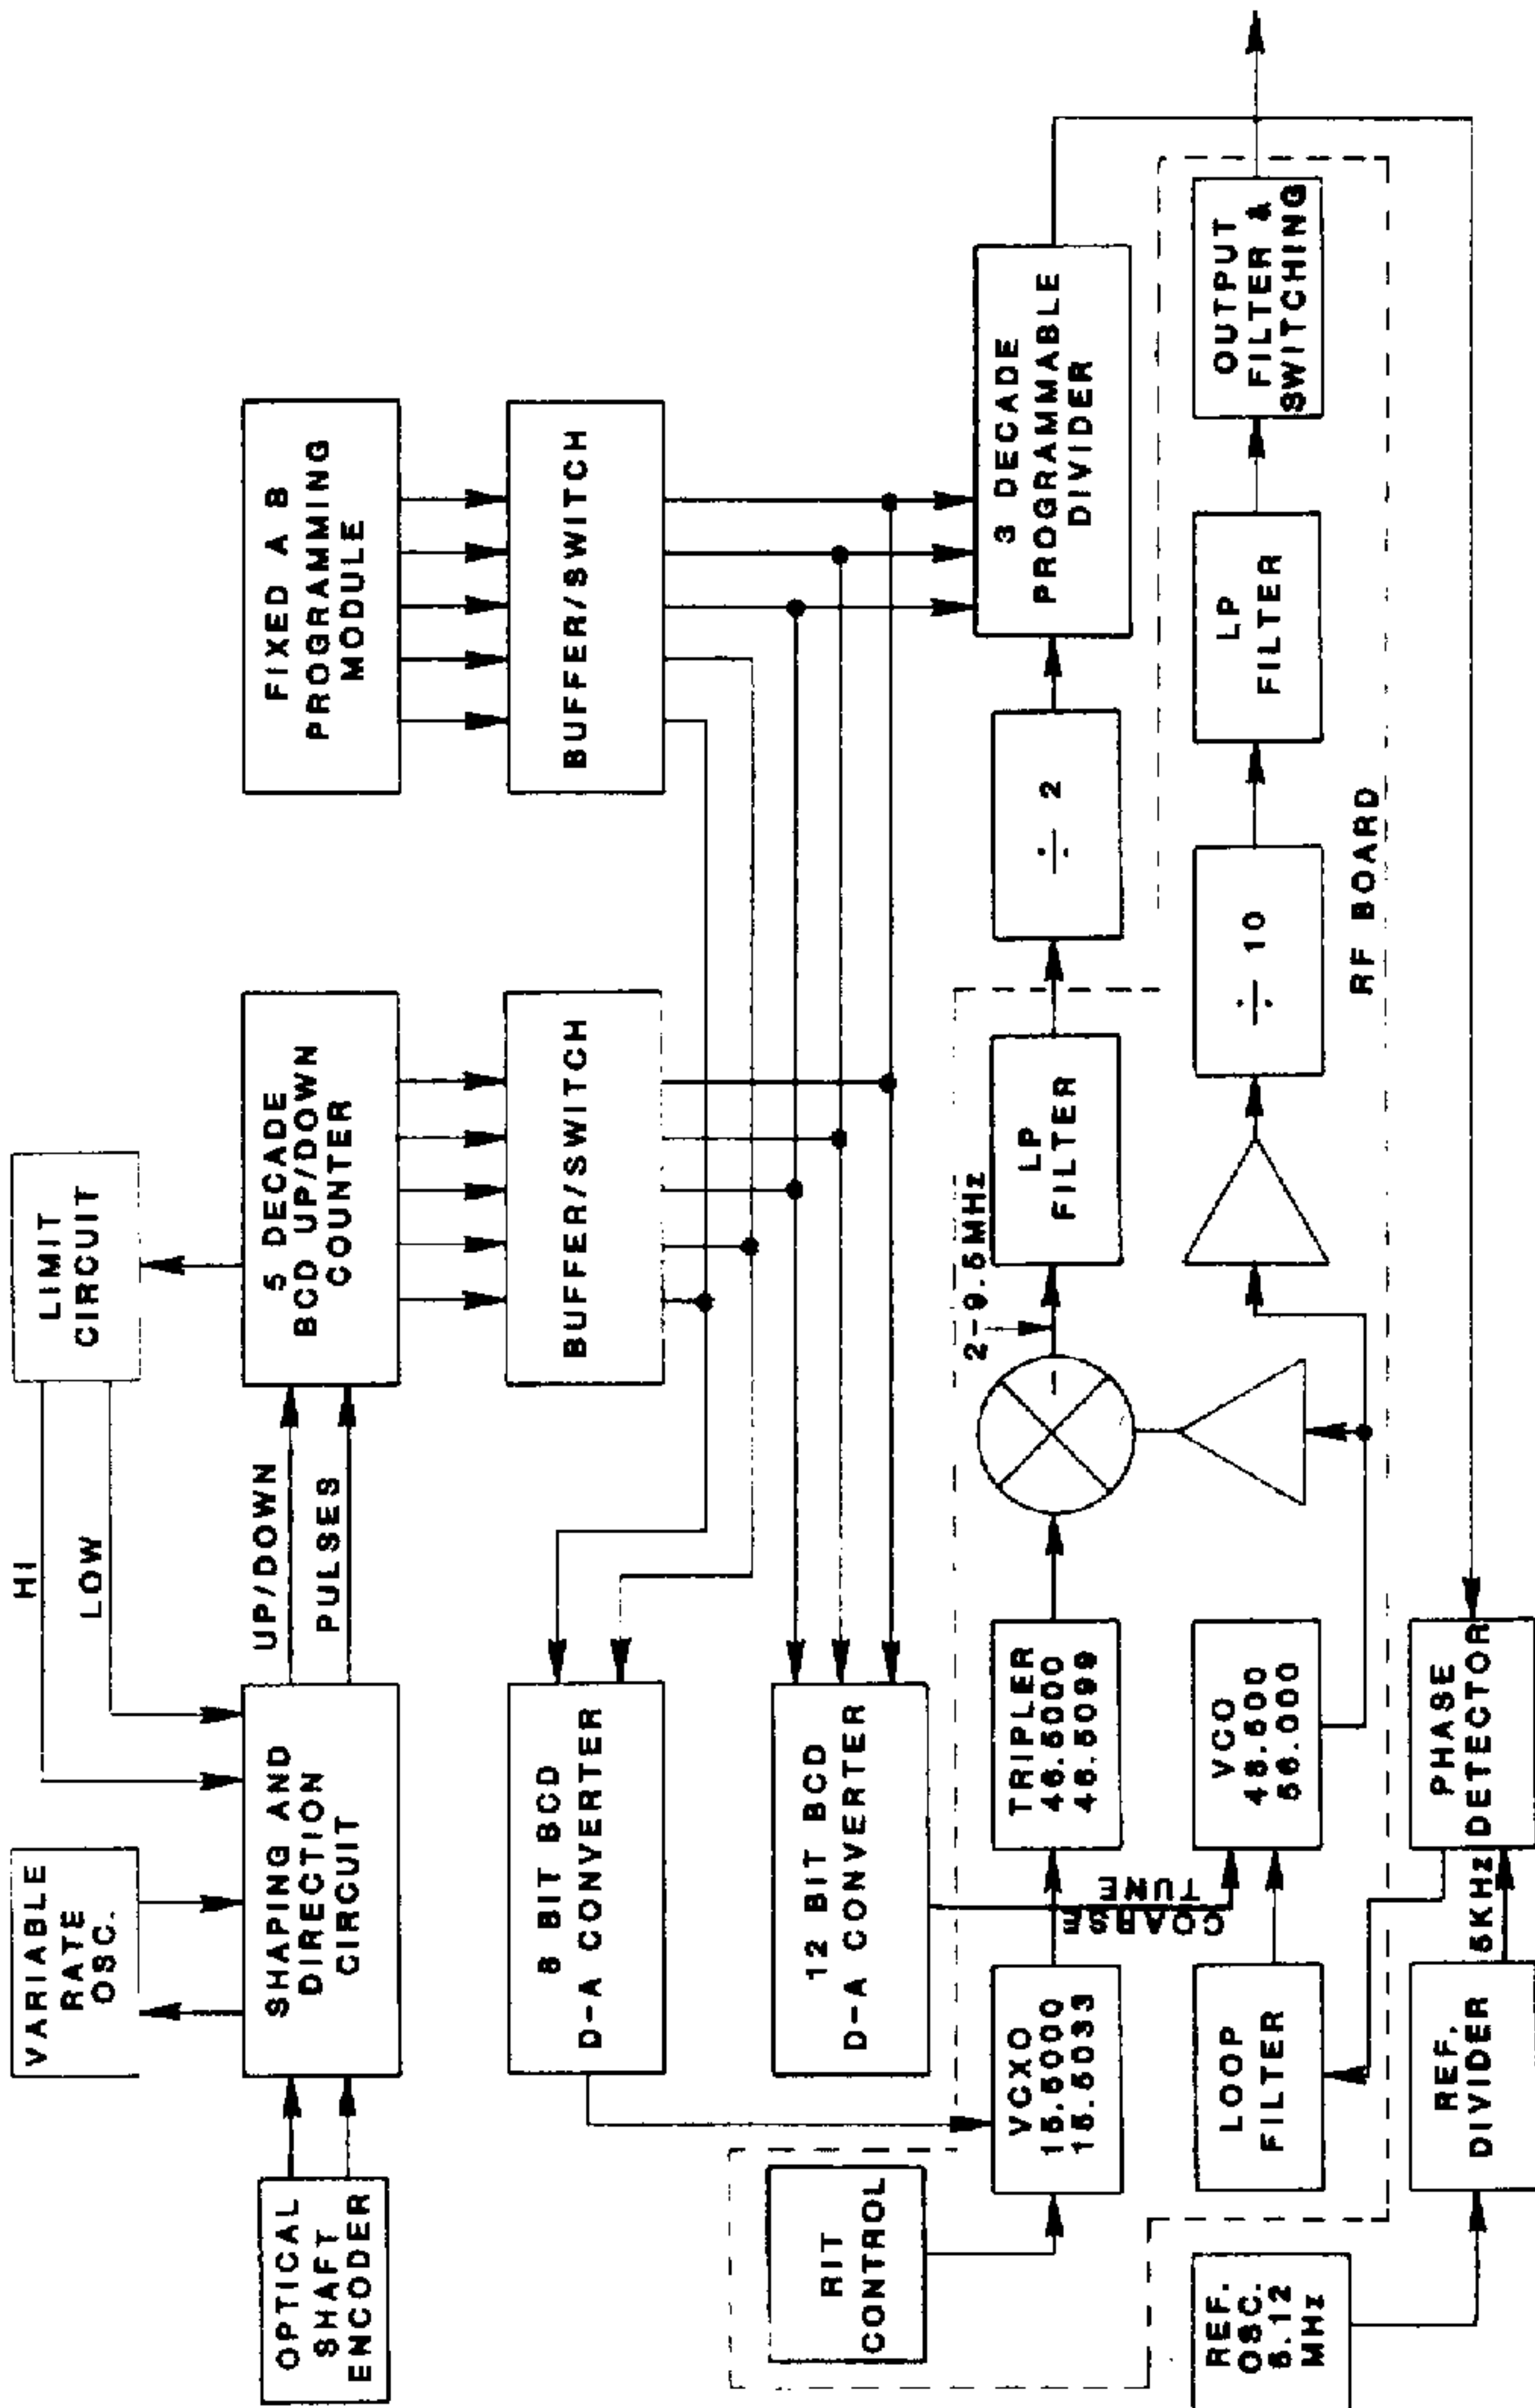 OPTICAL
SHAFT
ENCODER
VARIABLE
RATE
OSC.
SHAPING AND
DIRECTION
CIRCUIT
HI
LOW
UP/DOWN
PULSES
LIMIT
CIRCUIT
5 DECADE
BCD UP/DOWN
COUNTER
FIXED A B
PROGRAMMING
MODULE
8 BIT BCD
D-A CONVERTER
BUFFER/SWITCH
BUFFER/SWITCH
12 BIT BCD
D-A CONVERTER
RIT
CONTROL
VCXO
15.5000
15.5033
TRIPLER
46.5000
46.5099
2-9.5MHz
LP
FILTER
÷ 2
3 DECADE
PROGRAMMABLE
DIVIDER
COARSE
TUNE
REF.
OSC.
5.12
MHz
LOOP
FILTER
VCO
48.500
56.000
÷ 10
LP
FILTER
OUTPUT
FILTER &
SWITCHING
RF BOARD
REF.
DIVIDER
5KHz
PHASE
DETECTOR